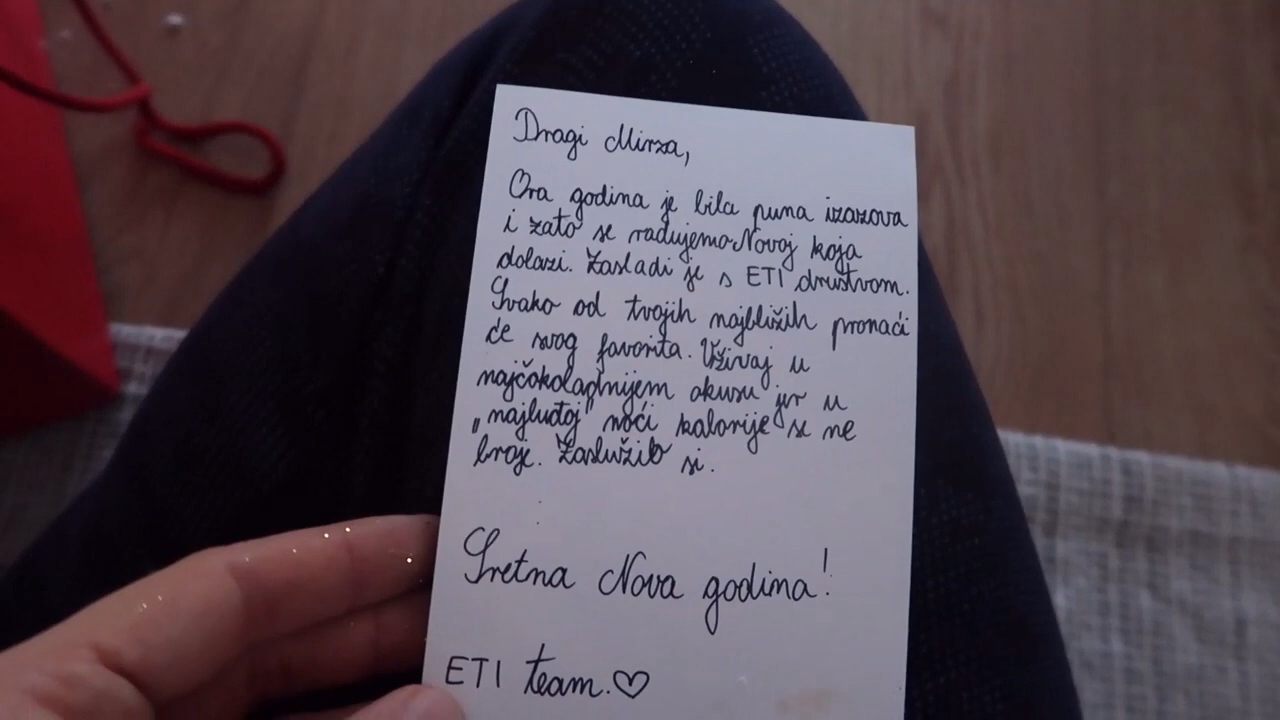 Dragi Mirza,
Ova godina je bila puna izazova
i zato se radujemo Novoj koja
dolazi. Zasladi je s ETI društvom.
Svako od tvojih najbližih pronaći
će svog favorita. Uživaj u
najčokoladnijem okusu jer u
"najluđoj" noći kalorije se ne
broje. Zaslužio si.
Sretna Nova godina!
ETI team.♡